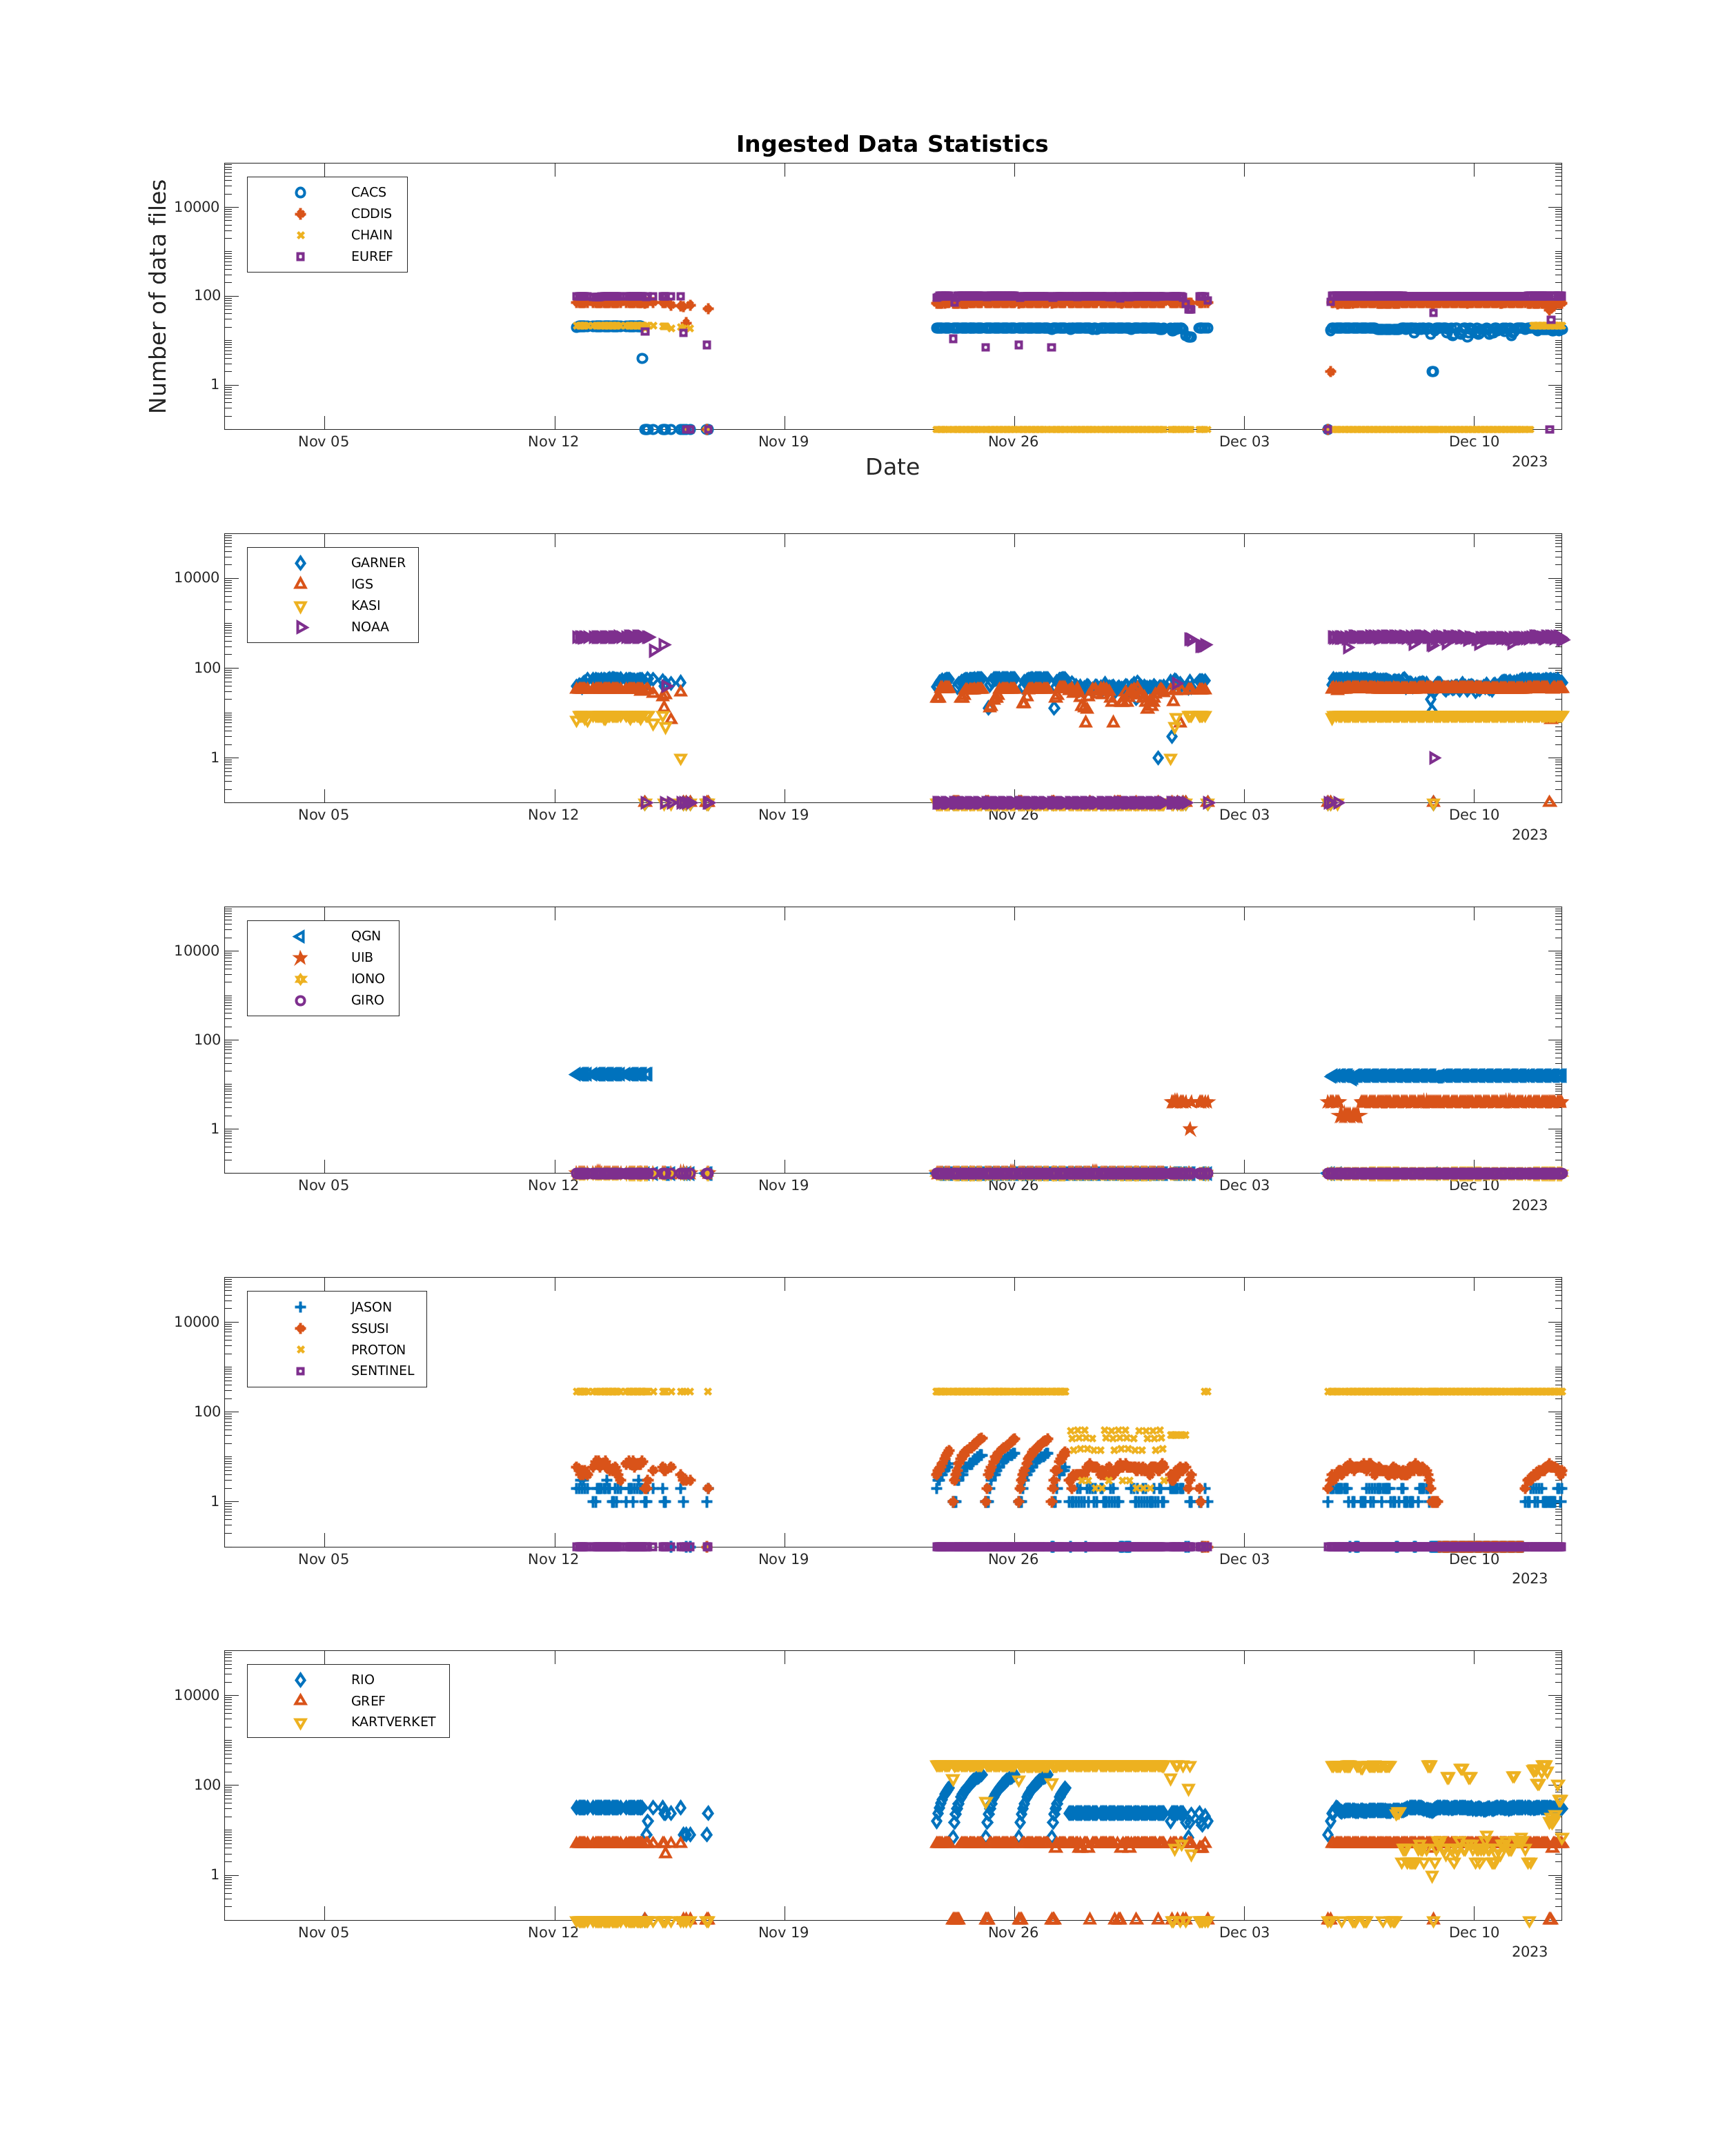 Ingested Data Statistics
Number of data files
10000
100
1
CACS
CDDIS
CHAIN
EUREF
Nov 05
Nov 12
Nov 19
Nov 26
Dec 03
Dec 10
2023
Date
10000
100
1
GARNER
IGS
KASI
NOAA
Nov 05
Nov 12
Nov 19
Nov 26
Dec 03
Dec 10
2023
10000
100
1
QGN
UIB
IONO
GIRO
Nov 05
Nov 12
Nov 19
Nov 26
Dec 03
Dec 10
2023
10000
100
1
JASON
SSUSI
PROTON
SENTINEL
Nov 05
Nov 12
Nov 19
Nov 26
Dec 03
Dec 10
2023
10000
100
1
RIO
GREF
KARTVERKET
Nov 05
Nov 12
Nov 19
Nov 26
Dec 03
Dec 10
2023